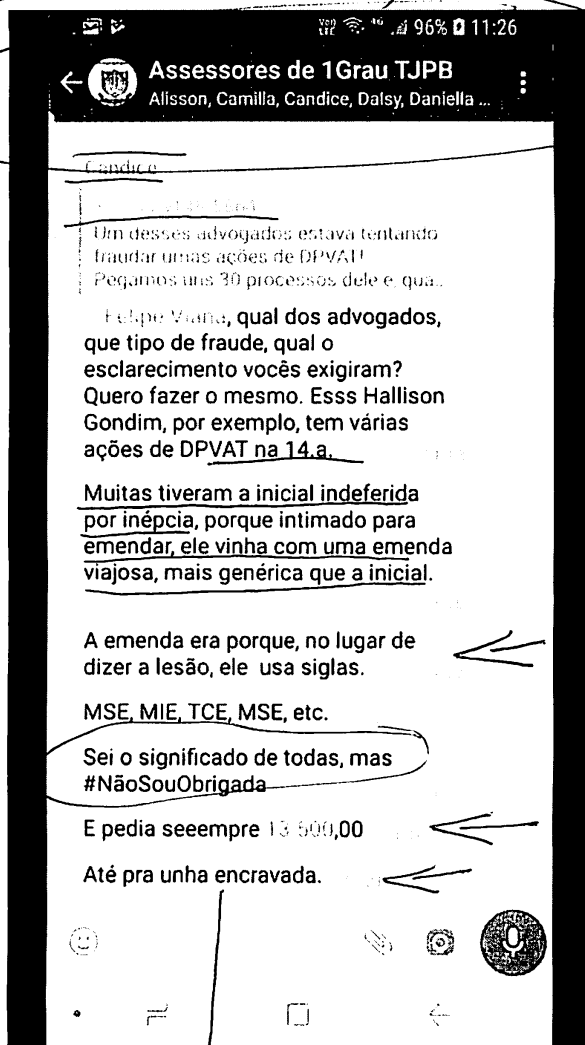 96% 11:26
Assessores de 1Grau TJPB
Alisson, Camilla, Candice, Dalsy, Daniella ...
Candice
Um desses advogados estava tentando
fraudar umas ações de DPVAT!
Pegamos uns 30 processos dele e, qua..
Felipe Viana, qual dos advogados,
que tipo de fraude, qual o
esclarecimento vocês exigiram?
Quero fazer o mesmo. Esss Hallison
Gondim, por exemplo, tem várias
ações de DPVAT na 14.a.
Muitas tiveram a inicial indeferida
por inépcia, porque intimado para
emendar, ele vinha com uma emenda
viajosa, mais genérica que a inicial.
A emenda era porque, no lugar de
dizer a lesão, ele usa siglas.
MSE, MIE, TCE, MSE, etc.
Sei o significado de todas, mas
#NãoSouObrigada
E pedia seeempre 13.500,00
Até pra unha encravada.